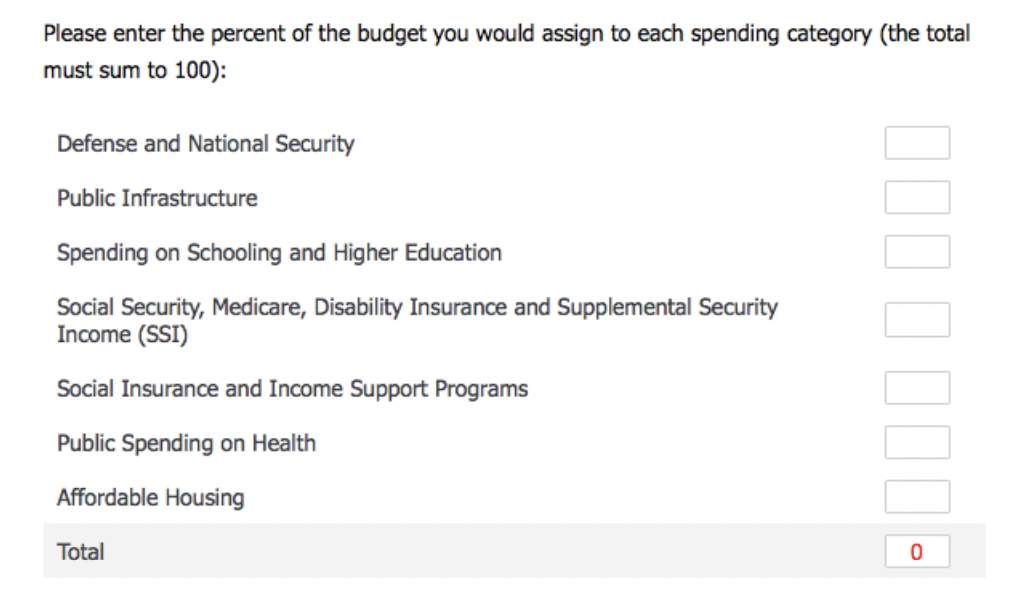 Please enter the percent of the budget you would assign to each spending category (the total
must sum to 100):
Defense and National Security
Public Infrastructure
Spending on Schooling and Higher Education
Social Security, Medicare, Disability Insurance and Supplemental Security
Income (SSI)
Social Insurance and Income Support Programs
Public Spending on Health
Affordable Housing
Total 0